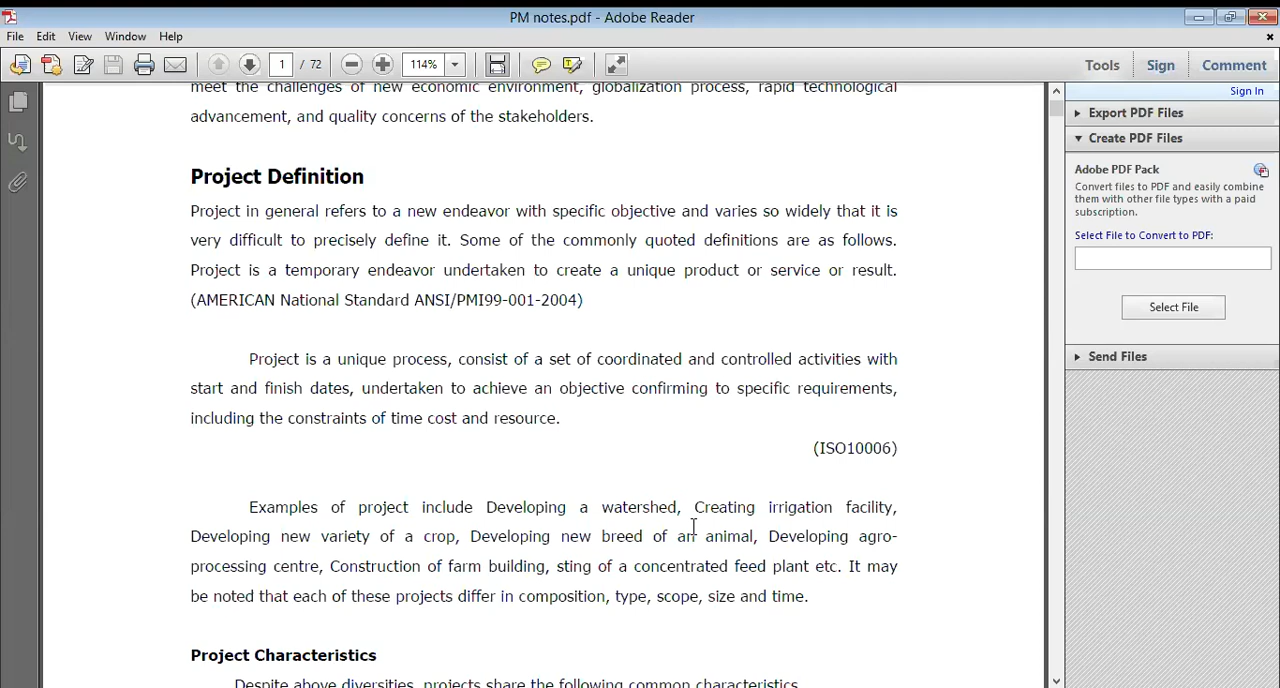 PM notes.pdf - Adobe Reader
File Edit View Window Help
1 / 72 114% Tools Sign Comment
Sign In
meet the challenges of new economic environment, globalization process, rapid technological
advancement, and quality concerns of the stakeholders.
Project Definition
Project in general refers to a new endeavor with specific objective and varies so widely that it is
very difficult to precisely define it. Some of the commonly quoted definitions are as follows.
Project is a temporary endeavor undertaken to create a unique product or service or result.
(AMERICAN National Standard ANSI/PMI99-001-2004)
Project is a unique process, consist of a set of coordinated and controlled activities with
start and finish dates, undertaken to achieve an objective confirming to specific requirements,
including the constraints of time cost and resource.
(ISO10006)
Examples of project include Developing a watershed, Creating irrigation facility,
Developing new variety of a crop, Developing new breed of an animal, Developing agro-
processing centre, Construction of farm building, sting of a concentrated feed plant etc. It may
be noted that each of these projects differ in composition, type, scope, size and time.
Project Characteristics
Despite above diversities, projects share the following common characteristics.
Export PDF Files
Create PDF Files
Adobe PDF Pack
Convert files to PDF and easily combine
them with other file types with a paid
subscription.
Select File to Convert to PDF:
Select File
Send Files